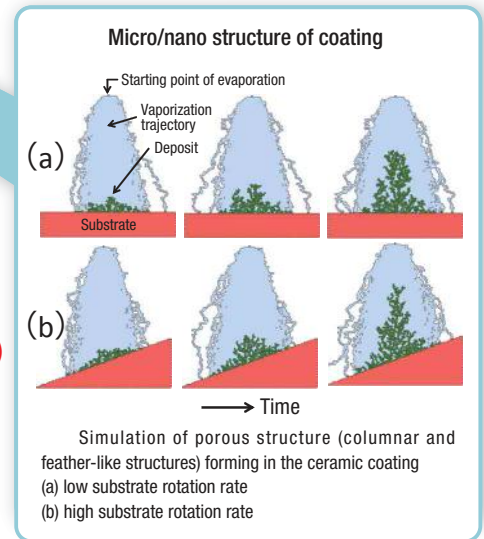 Micro/nano structure of coating
Starting point of evaporation
Vaporization
trajectory
Deposit
(a)
Substrate
(b)
Time
Simulation of porous structure (columnar and
feather-like structures) forming in the ceramic coating
(a) low substrate rotation rate
(b) high substrate rotation rate